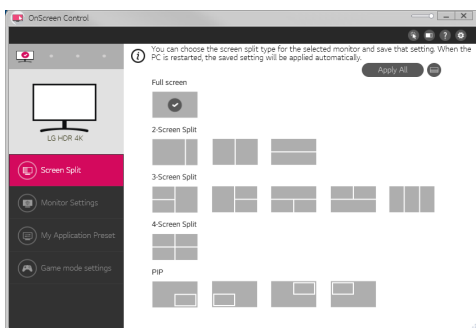 OnScreen Control
You can choose the screen split type for the selected monitor and save that setting. When the
PC is restarted, the saved setting will be applied automatically.
Apply All
LG HDR 4K
Screen Split
Monitor Settings
My Application Preset
Game mode settings
Full screen
2-Screen Split
3-Screen Split
4-Screen Split
PIP